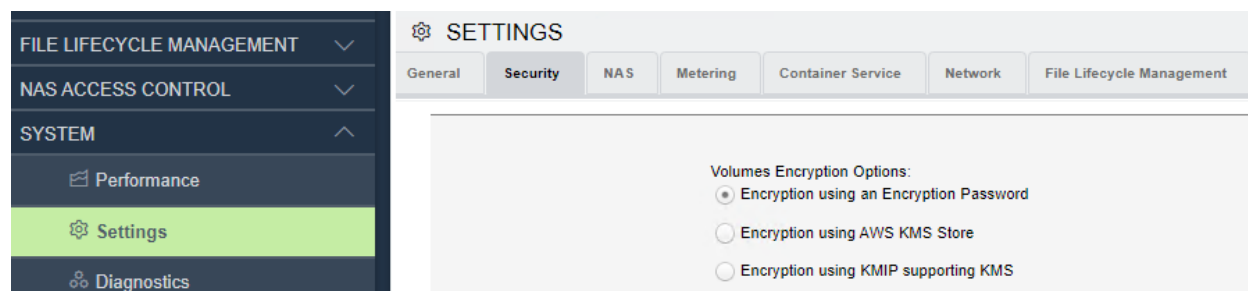 FILE LIFECYCLE MANAGEMENT
NAS ACCESS CONTROL
SYSTEM
Performance
Settings
Diagnostics
SETTINGS
General Security NAS Metering Container Service Network File Lifecycle Management
Volumes Encryption Options:
Encryption using an Encryption Password
Encryption using AWS KMS Store
Encryption using KMIP supporting KMS